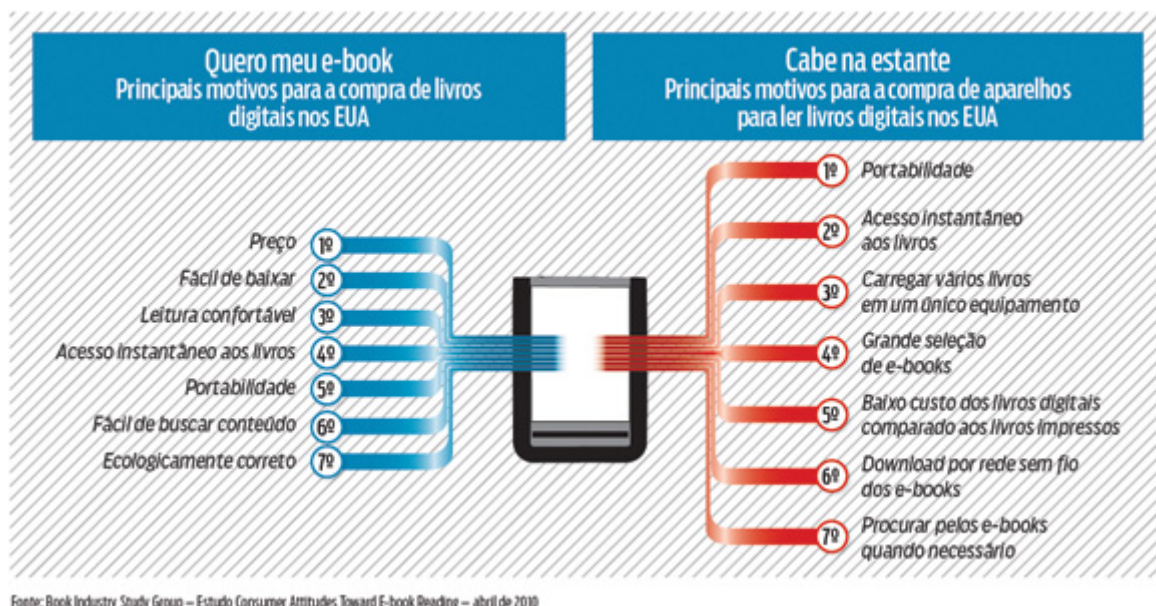 Quero meu e-book
Principais motivos para a compra de livros
digitais nos EUA
Preço 1º
Fácil de baixar 2º
Leitura confortável 3º
Acesso instantâneo aos livros 4º
Portabilidade 5º
Fácil de buscar conteúdo 6º
Ecologicamente correto 7º
Cabe na estante
Principais motivos para a compra de aparelhos
para ler livros digitais nos EUA
1º Portabilidade
2º Acesso instantâneo
aos livros
3º Carregar vários livros
em um único equipamento
4º Grande seleção
de e-books
5º Baixo custo dos livros digitais
comparado aos livros impressos
6º Download por rede sem fio
dos e-books
7º Procurar pelos e-books
quando necessário
Fonte: Book Industry Study Group – Estudo Consumer Attitudes Toward E-book Reading – abril de 2010